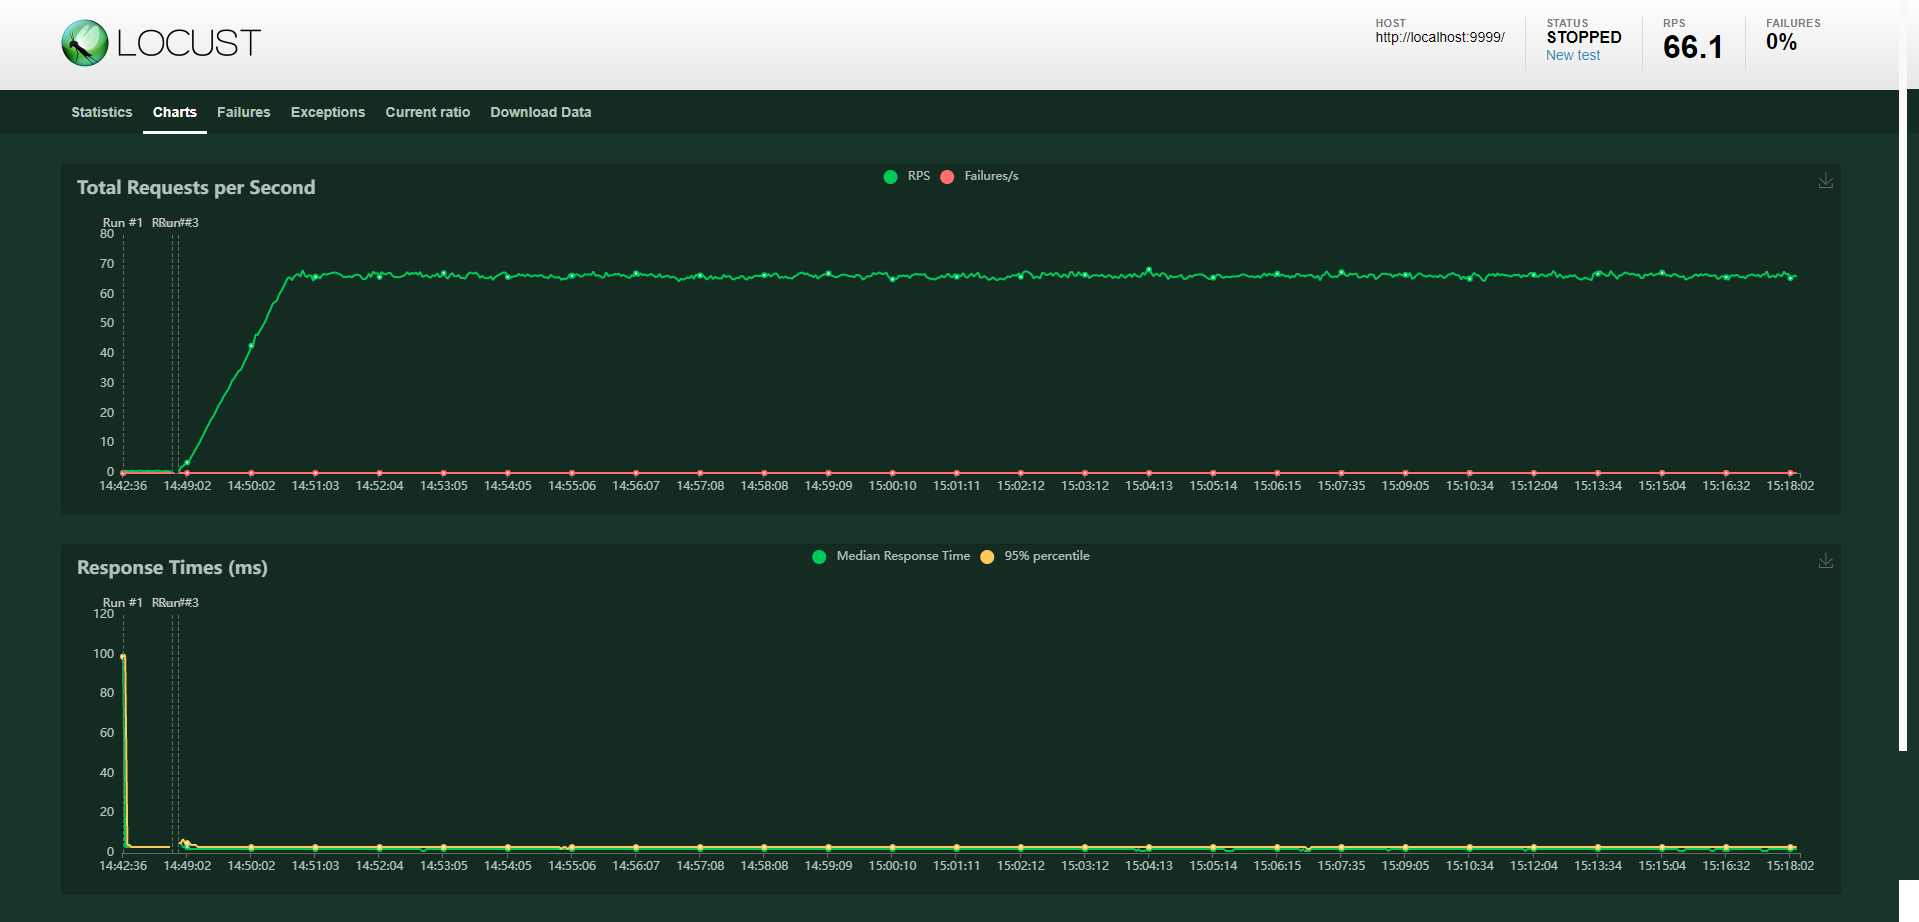 LOCUST
HOST
http://localhost:9999/
STATUS
STOPPED
New test
RPS
66.1
FAILURES
0%
Statistics Charts Failures Exceptions Current ratio Download Data
Total Requests per Second
RPS Failures/s
Run #1 Run #3
80
70
60
50
40
30
20
10
0
14:42:36 14:49:02 14:50:02 14:51:03 14:52:04 14:53:05 14:54:05 14:55:06 14:56:07 14:57:08 14:58:08 14:59:09 15:00:10 15:01:11 15:02:12 15:03:12 15:04:13 15:05:14 15:06:15 15:07:35 15:09:05 15:10:34 15:12:04 15:13:34 15:15:04 15:16:32 15:18:02
Response Times (ms)
Median Response Time 95% percentile
Run #1 Run #3
120
100
80
60
40
20
0
14:42:36 14:49:02 14:50:02 14:51:03 14:52:04 14:53:05 14:54:05 14:55:06 14:56:07 14:57:08 14:58:08 14:59:09 15:00:10 15:01:11 15:02:12 15:03:12 15:04:13 15:05:14 15:06:15 15:07:35 15:09:05 15:10:34 15:12:04 15:13:34 15:15:04 15:16:32 15:18:02